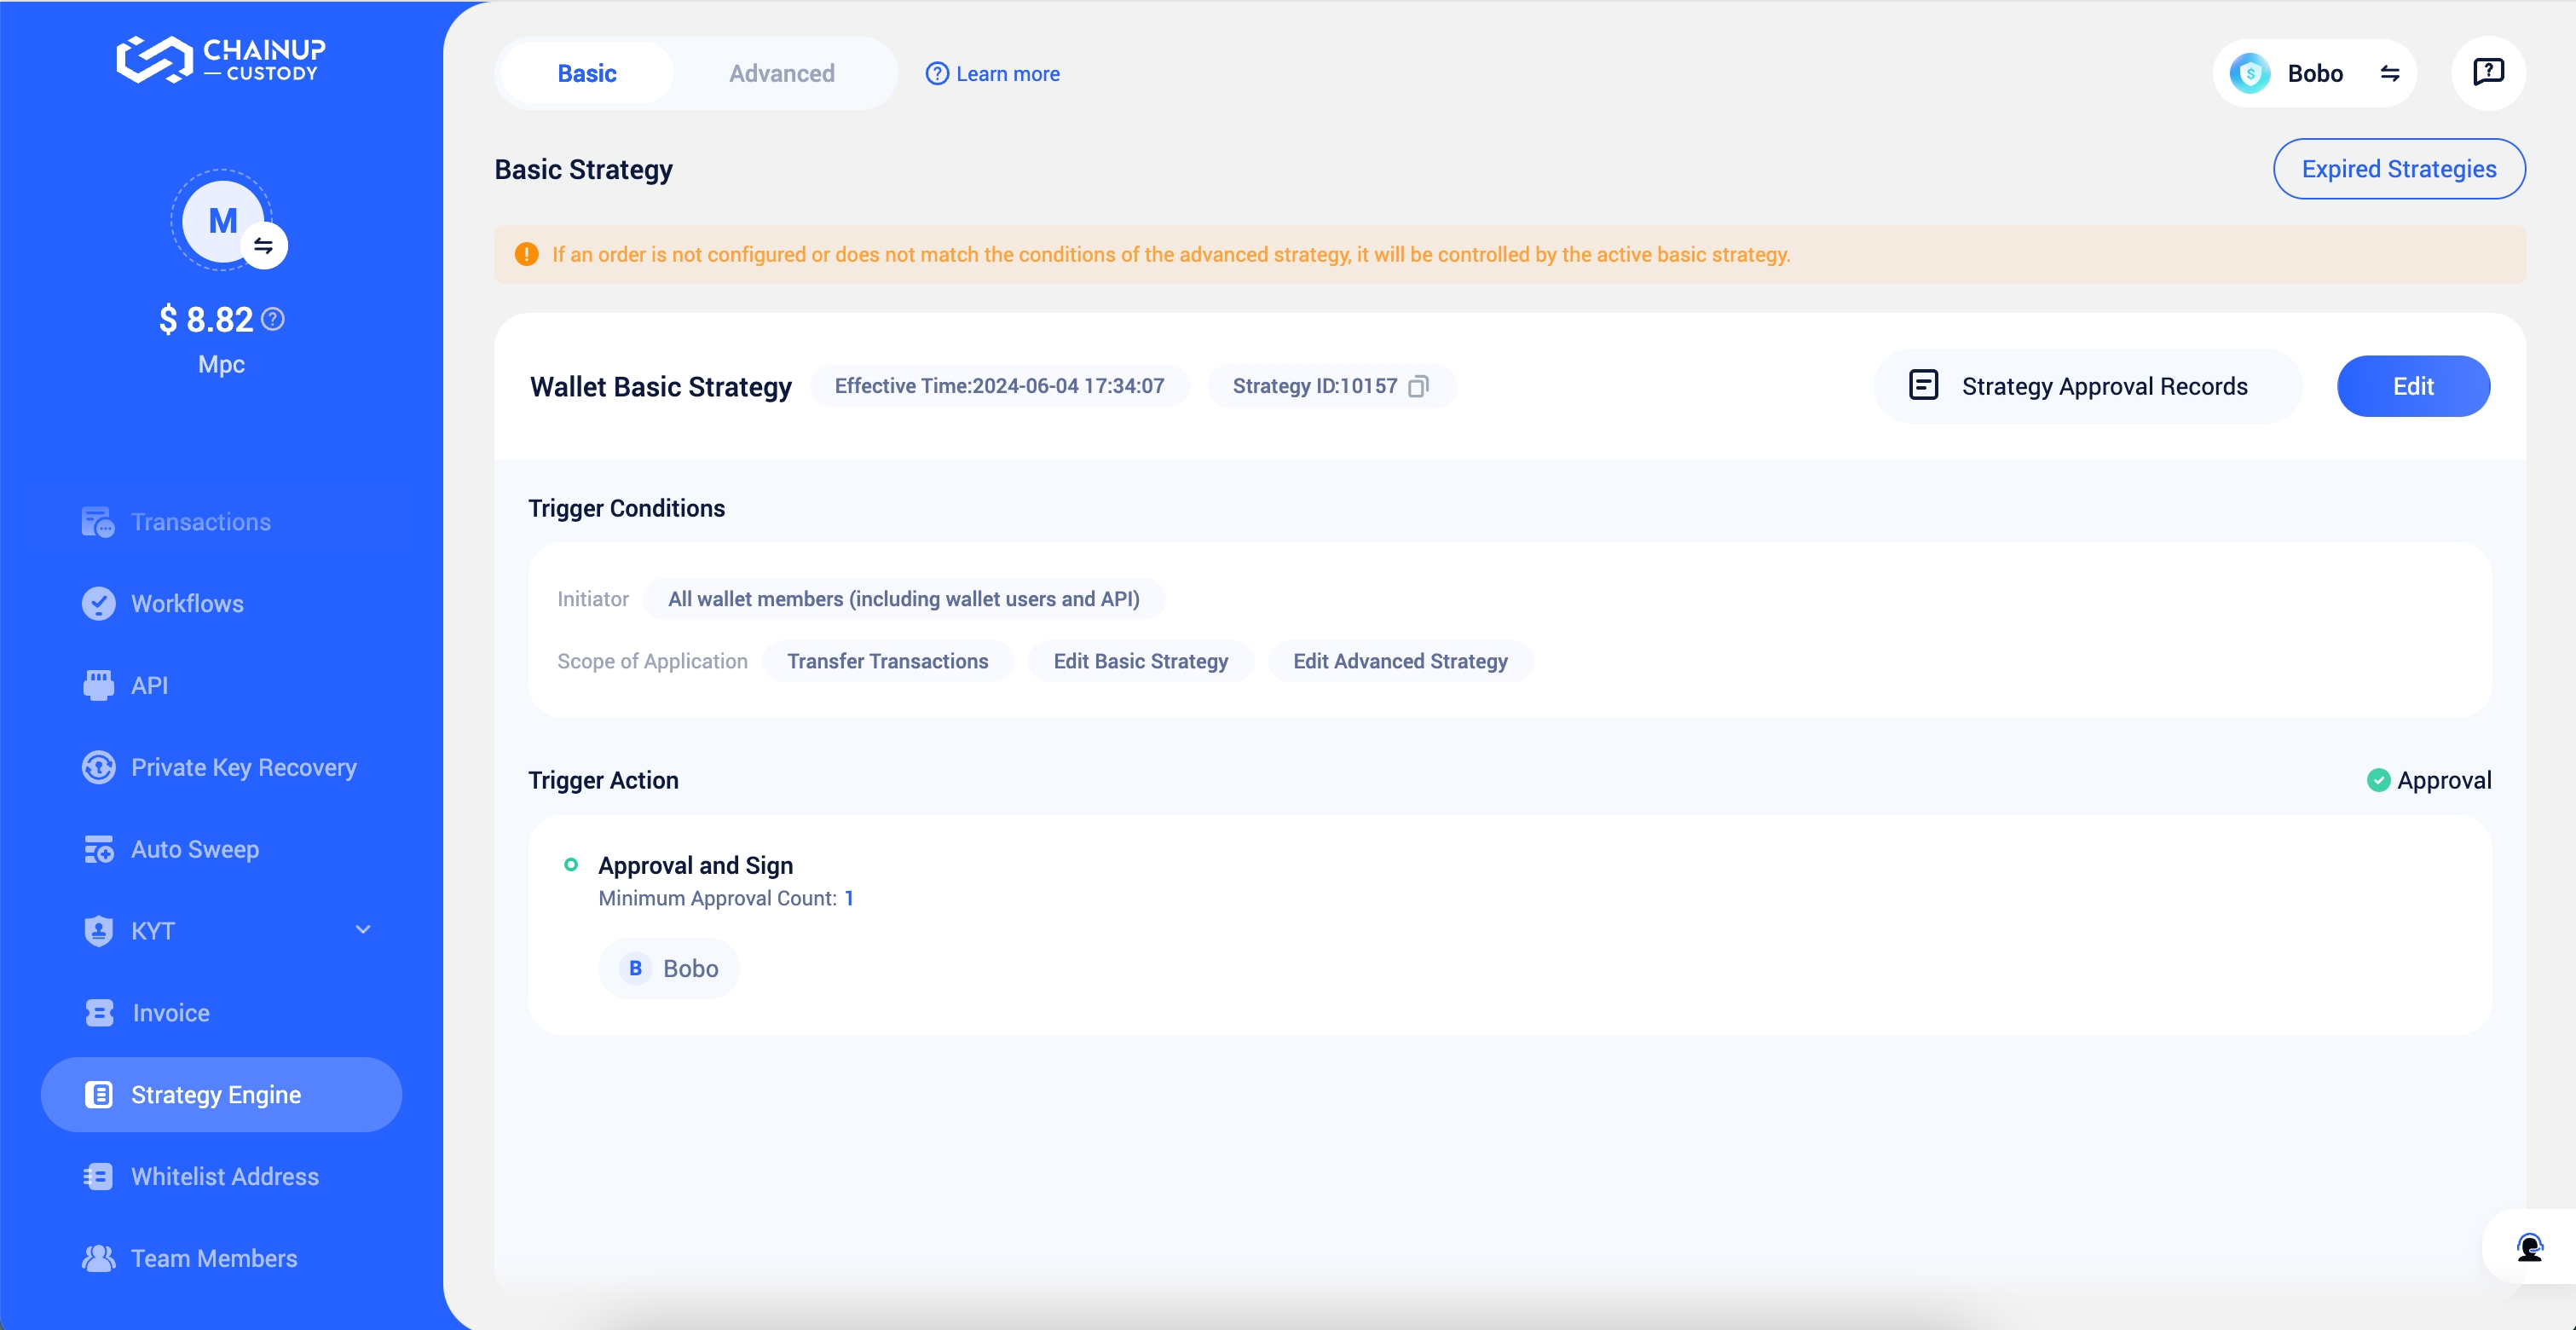 CHAINUP
CUSTODY
M
$ 8.82
Mpc
Transactions
Workflows
API
Private Key Recovery
Auto Sweep
KYT
Invoice
Strategy Engine
Whitelist Address
Team Members
Basic
Advanced
? Learn more
Bobo
Basic Strategy
Expired Strategies
If an order is not configured or does not match the conditions of the advanced strategy, it will be controlled by the active basic strategy.
Wallet Basic Strategy
Effective Time:2024-06-04 17:34:07
Strategy ID:10157
Strategy Approval Records
Edit
Trigger Conditions
Initiator All wallet members (including wallet users and API)
Scope of Application Transfer Transactions Edit Basic Strategy Edit Advanced Strategy
Trigger Action
Approval
Approval and Sign
Minimum Approval Count: 1
B Bobo